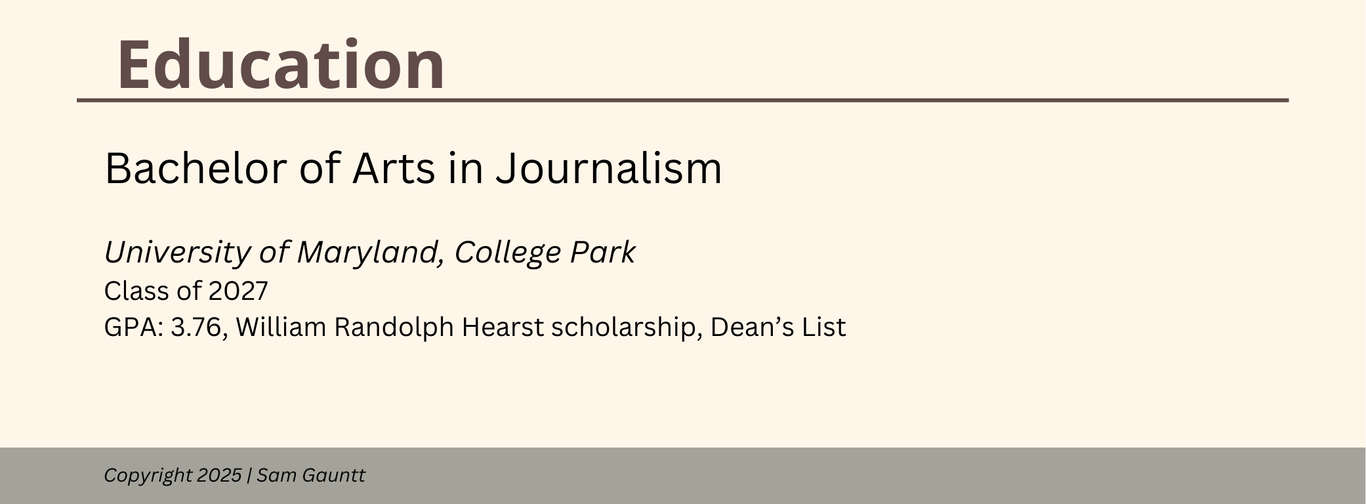 Education
Bachelor of Arts in Journalism
University of Maryland, College Park
Class of 2027
GPA: 3.76, William Randolph Hearst scholarship, Dean’s List
Copyright 2025 | Sam Gauntt